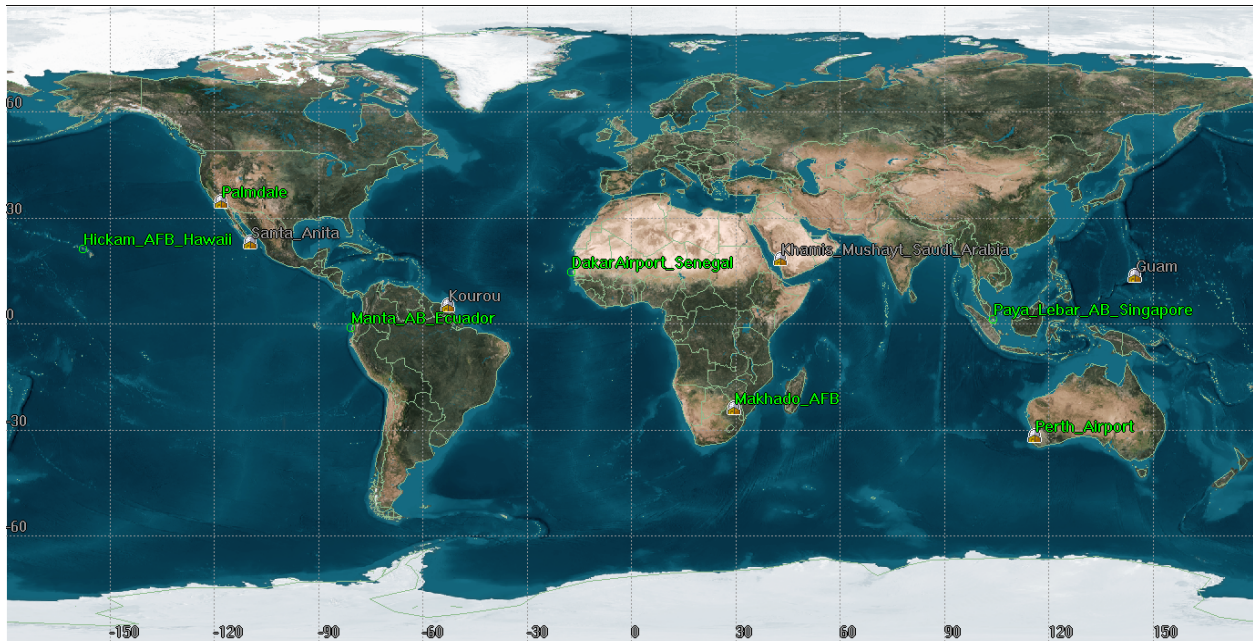 60
Palmdale
30
Santa_Anita
Hickam_AFB_Hawaii
Khamis_Mushayt_Saudi_Arabia
DakarAirport_Senegal
Guam
Kourou
Paya_Lebar_AB_Singapore
0
Manta_AB_Ecuador
Makhado_AFB
-30
Perth_Airport
-60
-150 -120 -90 -60 -30 0 30 60 90 120 150